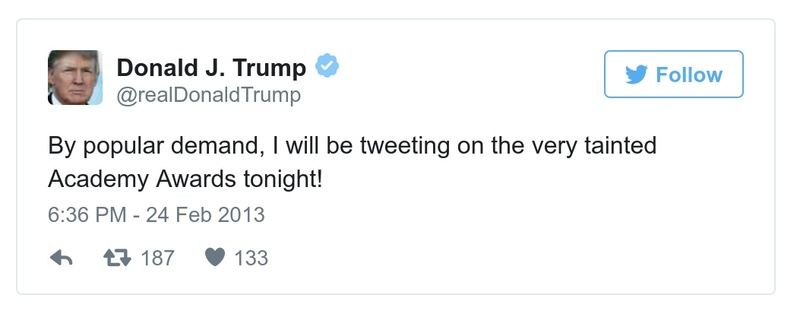 Donald J. Trump
@realDonaldTrump
Follow
By popular demand, I will be tweeting on the very tainted
Academy Awards tonight!
6:36 PM - 24 Feb 2013
187 133